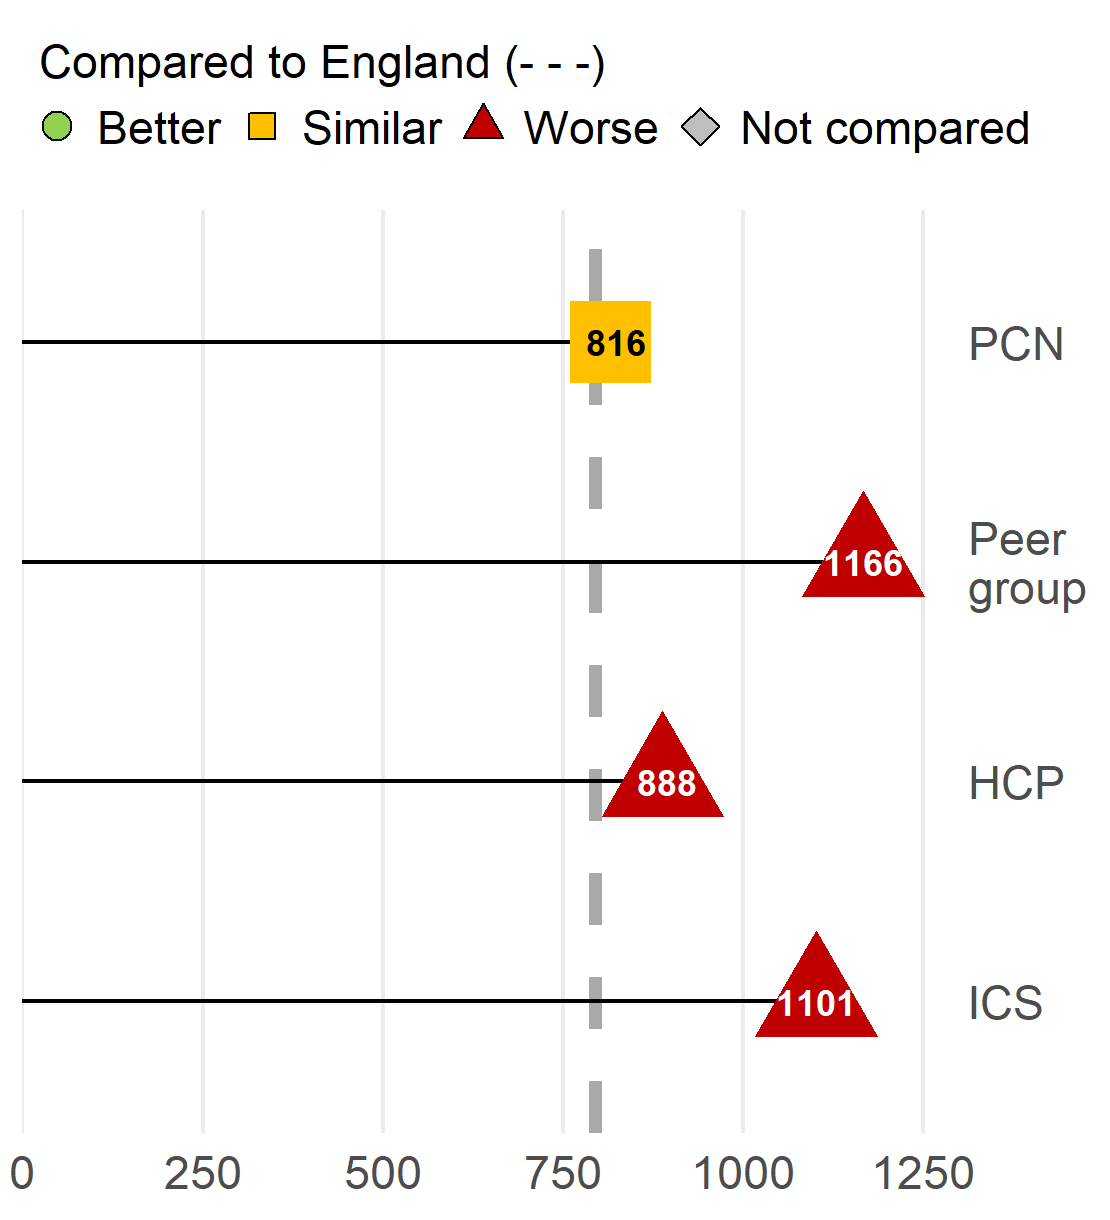 Compared to England (- - -)
Better Similar Worse Not compared
816 PCN
1166 Peer
group
888 HCP
1101 ICS
0 250 500 750 1000 1250